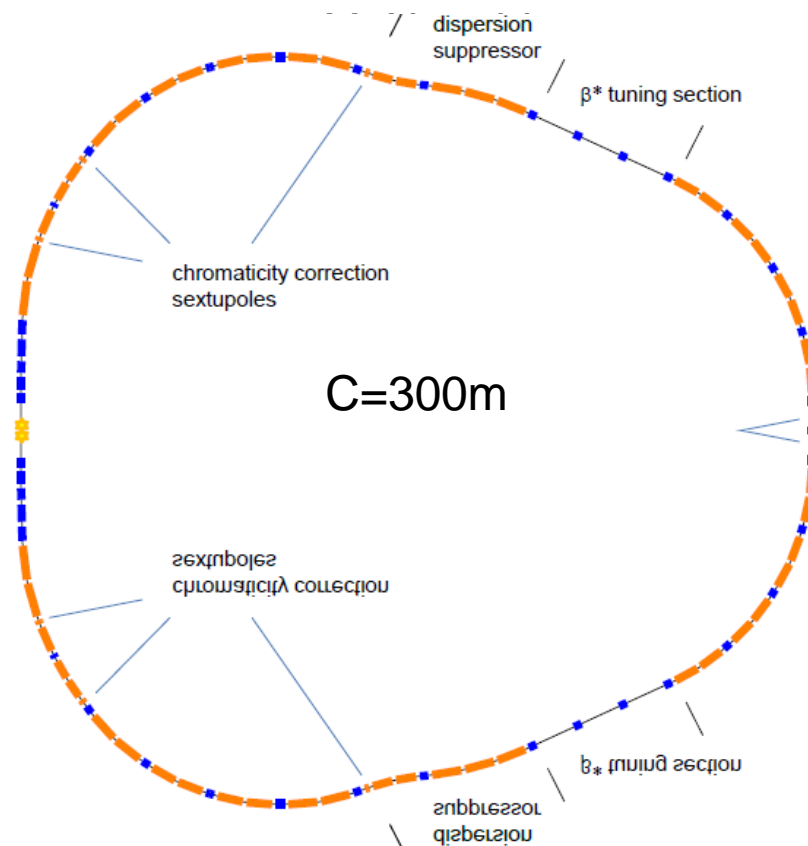 dispersion
suppressor
β* tuning section
chromaticity correction
sextupoles
C=300m
sextupoles
chromaticity correction
β* tuning section
suppressor
dispersion